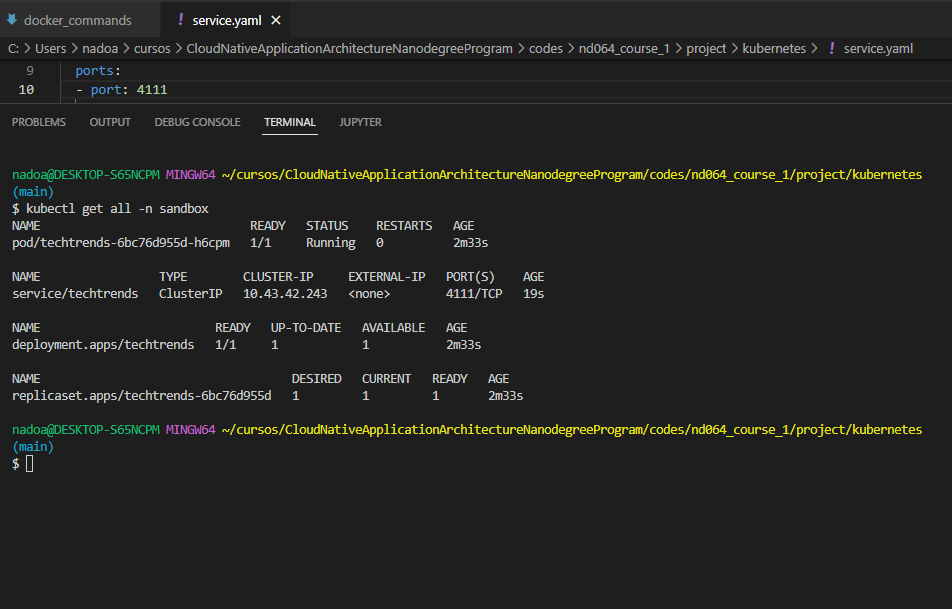 docker_commands ! service.yaml ×
C: > Users > nadoa > cursos > CloudNativeApplicationArchitectureNanodegreeProgram > codes > nd064_course_1 > project > kubernetes > ! service.yaml
9 ports:
10 - port: 4111
PROBLEMS OUTPUT DEBUG CONSOLE TERMINAL JUPYTER
nadoa@DESKTOP-S65NCPM MINGW64 ~/cursos/CloudNativeApplicationArchitectureNanodegreeProgram/codes/nd064_course_1/project/kubernetes
(main)
$ kubectl get all -n sandbox
NAME READY STATUS RESTARTS AGE
pod/techtrends-6bc76d955d-h6cpm 1/1 Running 0 2m33s
NAME TYPE CLUSTER-IP EXTERNAL-IP PORT(S) AGE
service/techtrends ClusterIP 10.43.42.243 <none> 4111/TCP 19s
NAME READY UP-TO-DATE AVAILABLE AGE
deployment.apps/techtrends 1/1 1 1 2m33s
NAME DESIRED CURRENT READY AGE
replicaset.apps/techtrends-6bc76d955d 1 1 1 2m33s
nadoa@DESKTOP-S65NCPM MINGW64 ~/cursos/CloudNativeApplicationArchitectureNanodegreeProgram/codes/nd064_course_1/project/kubernetes
(main)
$